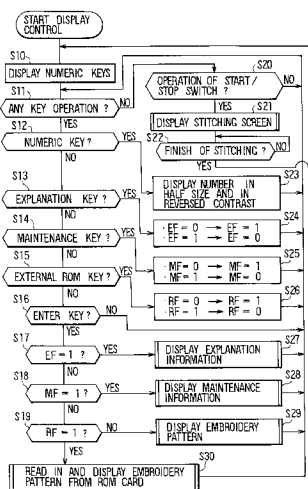 START DISPLAY
CONTROL
S10
DISPLAY NUMERIC KEYS
S11
ANY KEY OPERATION ?
NO
YES
S12
NUMERIC KEY?
YES
NO
S13
EXPLANATION KEY?
YES
NO
S14
MAINTENANCE KEY?
YES
NO
S15
EXTERNAL ROM KEY?
YES
NO
S16
ENTER KEY?
NO
YES
S17
EF = 1 ?
YES
NO
S18
MF = 1 ?
YES
NO
S19
RF = 1 ?
NO
YES
S20
OPERATION OF START/
STOP SWITCH ?
NO
YES
S21
DISPLAY STITCHING SCREEN
S22
FINISH OF STITCHING ?
NO
YES
S23
DISPLAY NUMBER IN
HALF SIZE AND IN
REVERSED CONTRAST
S24
EF = 0 → EF = 1
EF = 1 → EF = 0
S25
MF = 0 → MF = 1
MF = 1 → MF = 0
S26
RF = 0 → RF = 1
RF = 1 → RF = 0
S27
DISPLAY EXPLANATION
INFORMATION
S28
DISPLAY MAINTENANCE
INFORMATION
S29
DISPLAY EMBROIDERY
PATTERN
S30
READ IN AND DISPLAY EMBROIDERY
PATTERN FROM ROM CARD